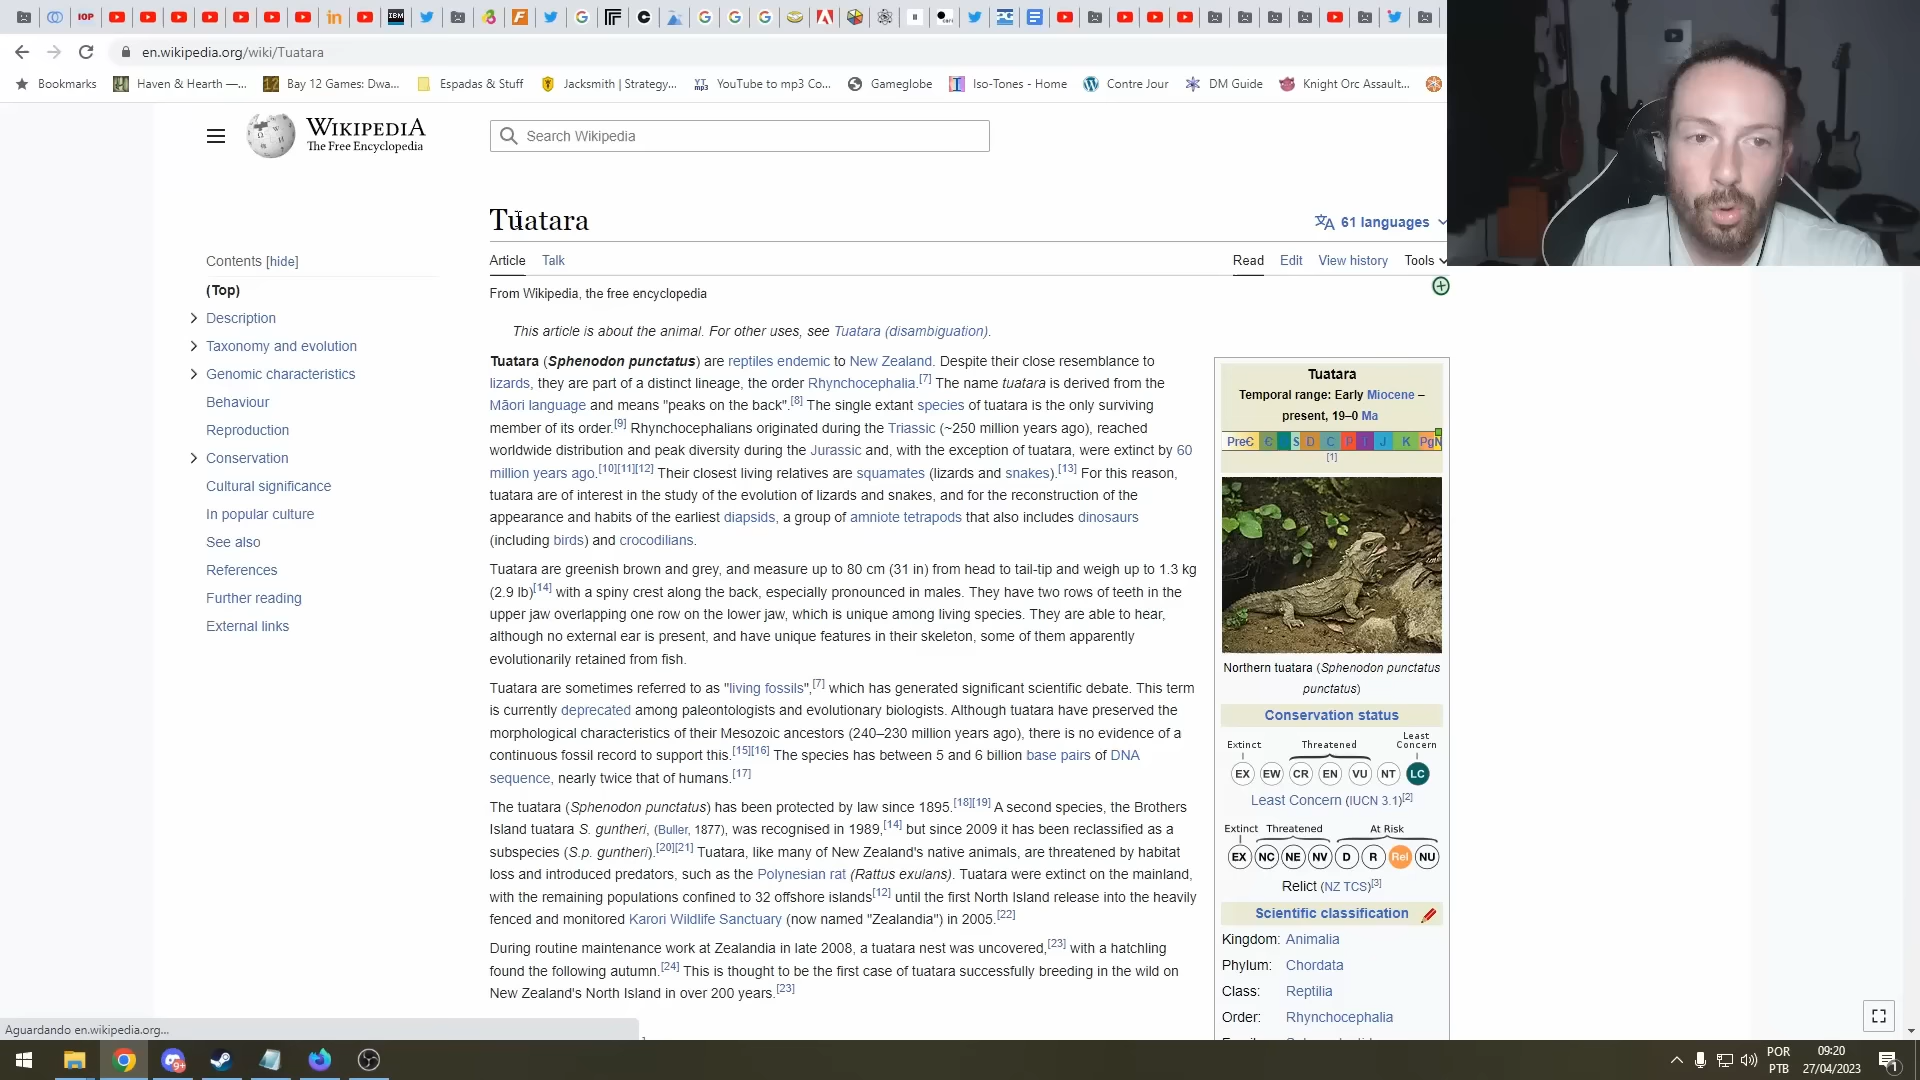 IOP
in
IBM
en.wikipedia.org/wiki/Tuatara
Bookmarks
Haven & Hearth —...
Bay 12 Games: Dwa...
Espadas & Stuff
Jacksmith | Strategy...
YouTube to mp3 Co...
Gameglobe
Iso-Tones - Home
Contre Jour
DM Guide
Knight Orc Assault...
WIKIPEDIA
The Free Encyclopedia
Search Wikipedia
Tuatara
61 languages
Article
Talk
Read
Edit
View history
Tools
From Wikipedia, the free encyclopedia
Contents [hide]
(Top)
Description
Taxonomy and evolution
Genomic characteristics
Behaviour
Reproduction
Conservation
Cultural significance
In popular culture
See also
References
Further reading
External links
This article is about the animal. For other uses, see Tuatara (disambiguation).
Tuatara (Sphenodon punctatus) are reptiles endemic to New Zealand. Despite their close resemblance to
lizards, they are part of a distinct lineage, the order Rhynchocephalia.[7] The name tuatara is derived from the
Māori language and means "peaks on the back".[8] The single extant species of tuatara is the only surviving
member of its order.[9] Rhynchocephalians originated during the Triassic (~250 million years ago), reached
worldwide distribution and peak diversity during the Jurassic and, with the exception of tuatara, were extinct by 60
million years ago.[10][11][12] Their closest living relatives are squamates (lizards and snakes).[13] For this reason,
tuatara are of interest in the study of the evolution of lizards and snakes, and for the reconstruction of the
appearance and habits of the earliest diapsids, a group of amniote tetrapods that also includes dinosaurs
(including birds) and crocodilians.
Tuatara are greenish brown and grey, and measure up to 80 cm (31 in) from head to tail-tip and weigh up to 1.3 kg
(2.9 lb)[14] with a spiny crest along the back, especially pronounced in males. They have two rows of teeth in the
upper jaw overlapping one row on the lower jaw, which is unique among living species. They are able to hear,
although no external ear is present, and have unique features in their skeleton, some of them apparently
evolutionarily retained from fish.
Tuatara are sometimes referred to as "living fossils",[7] which has generated significant scientific debate. This term
is currently deprecated among paleontologists and evolutionary biologists. Although tuatara have preserved the
morphological characteristics of their Mesozoic ancestors (240–230 million years ago), there is no evidence of a
continuous fossil record to support this.[15][16] The species has between 5 and 6 billion base pairs of DNA
sequence, nearly twice that of humans.[17]
The tuatara (Sphenodon punctatus) has been protected by law since 1895.[18][19] A second species, the Brothers
Island tuatara S. guntheri, (Buller, 1877), was recognised in 1989,[14] but since 2009 it has been reclassified as a
subspecies (S.p. guntheri).[20][21] Tuatara, like many of New Zealand's native animals, are threatened by habitat
loss and introduced predators, such as the Polynesian rat (Rattus exulans). Tuatara were extinct on the mainland,
with the remaining populations confined to 32 offshore islands[12] until the first North Island release into the heavily
fenced and monitored Karori Wildlife Sanctuary (now named "Zealandia") in 2005.[22]
During routine maintenance work at Zealandia in late 2008, a tuatara nest was uncovered,[23] with a hatchling
found the following autumn.[24] This is thought to be the first case of tuatara successfully breeding in the wild on
New Zealand's North Island in over 200 years.[23]
Tuatara
Temporal range: Early Miocene –
present, 19–0 Ma
PreꞒ Ꞓ S D C P J K Pg N
[1]
Northern tuatara (Sphenodon punctatus
punctatus)
Conservation status
Extinct Threatened Least Concern
EX EW CR EN VU NT LC
Least Concern (IUCN 3.1)[2]
Extinct Threatened At Risk
EX NC NE NV D R Rel NU
Relict (NZ TCS)[3]
Scientific classification
Kingdom: Animalia
Phylum: Chordata
Class: Reptilia
Order: Rhynchocephalia
Aguardando en.wikipedia.org...
9+
POR
PTB
09:20
27/04/2023
1